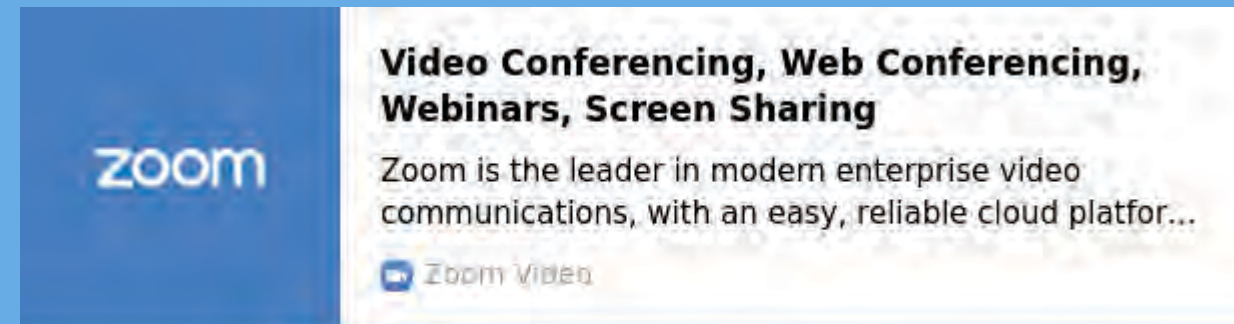 zoom
Video Conferencing, Web Conferencing,
Webinars, Screen Sharing
Zoom is the leader in modern enterprise video
communications, with an easy, reliable cloud platfor...
Zoom Video